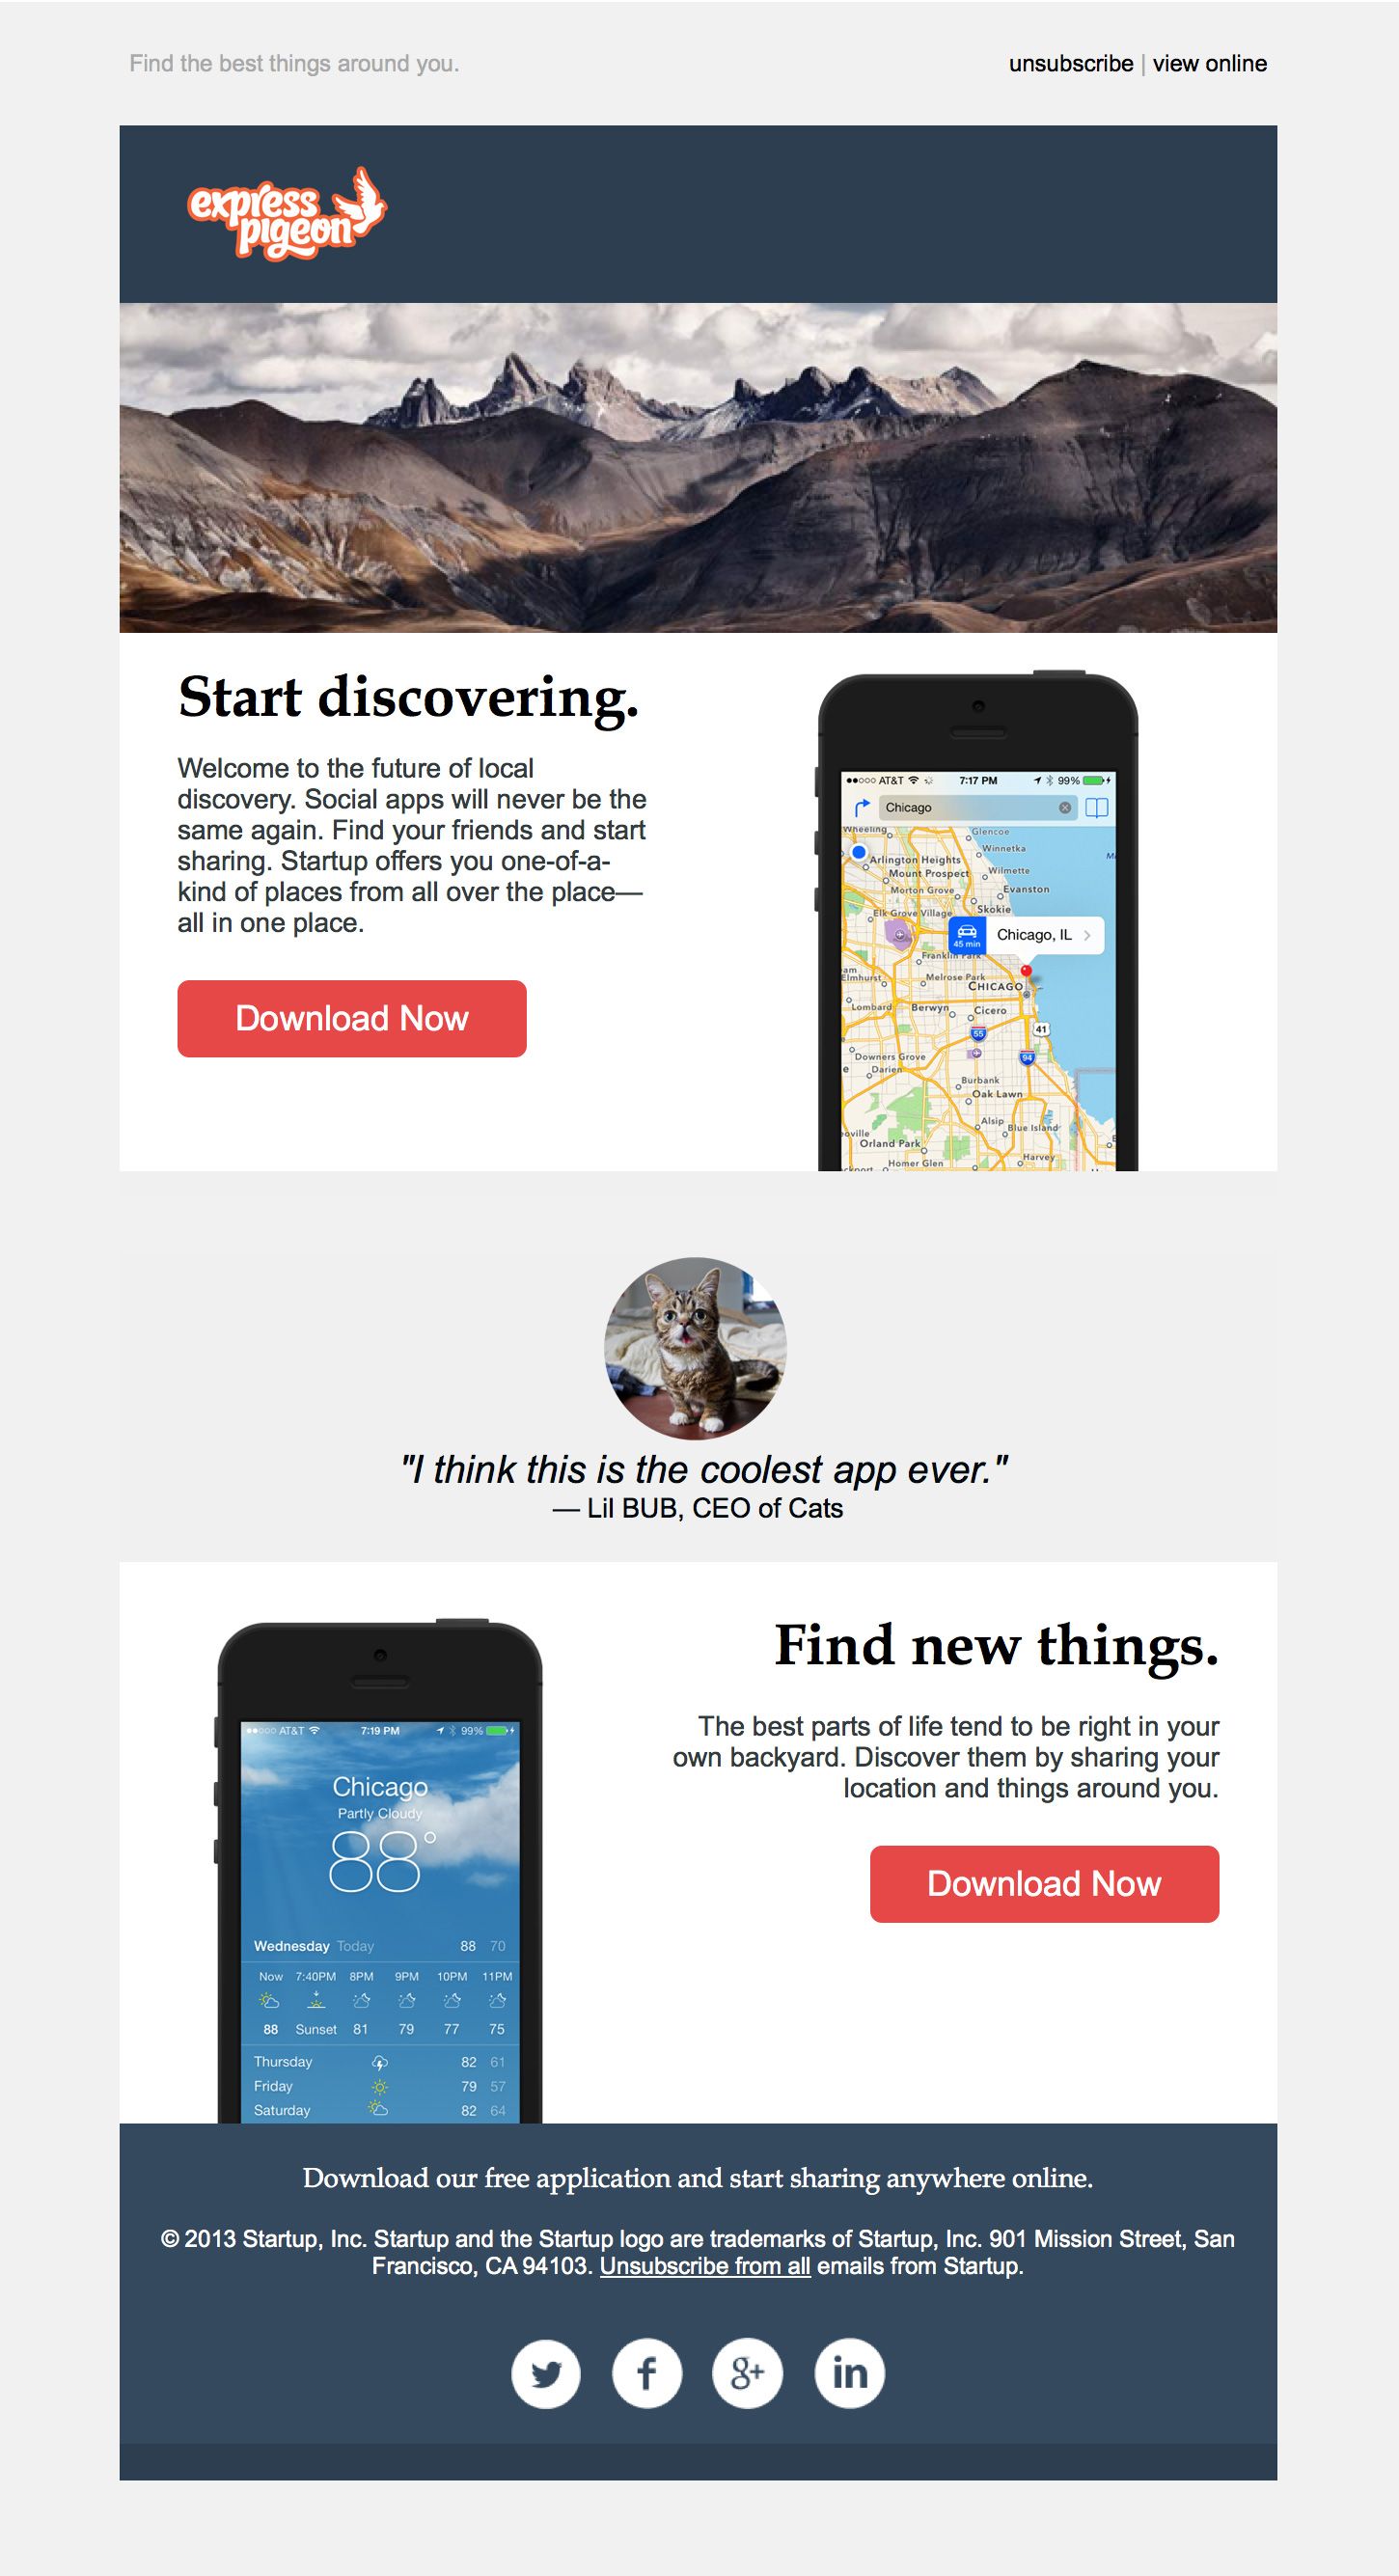 Find the best things around you.
unsubscribe | view online
express
pigeon
Start discovering.
Welcome to the future of local
discovery. Social apps will never be the
same again. Find your friends and start
sharing. Startup offers you one-of-a-
kind of places from all over the place—
all in one place.
Download Now
AT&T 7:17 PM 99%
Chicago
Wheeling
Glencoe
Winnetka
Arlington Heights
Mount Prospect
Wilmette
Morton Grove
Evanston
Skokie
Elk Grove Village
45 min
Chicago, IL
Franklin Park
Elmhurst
Melrose Park
CHICAGO
Lombard
Berwyn
Cicero
55
41
94
Downers Grove
Darien
Burbank
Oak Lawn
Alsip
Blue Island
Orland Park
Homer Glen
Harvey
"I think this is the coolest app ever."
— Lil BUB, CEO of Cats
AT&T 7:19 PM 99%
Chicago
Partly Cloudy
88°
Wednesday Today 88 70
Now 7:40PM 8PM 9PM 10PM 11PM
88 Sunset 81 79 77 75
Thursday 82 61
Friday 79 57
Saturday 82 64
Find new things.
The best parts of life tend to be right in your
own backyard. Discover them by sharing your
location and things around you.
Download Now
Download our free application and start sharing anywhere online.
© 2013 Startup, Inc. Startup and the Startup logo are trademarks of Startup, Inc. 901 Mission Street, San
Francisco, CA 94103. Unsubscribe from all emails from Startup.
f
g+
in